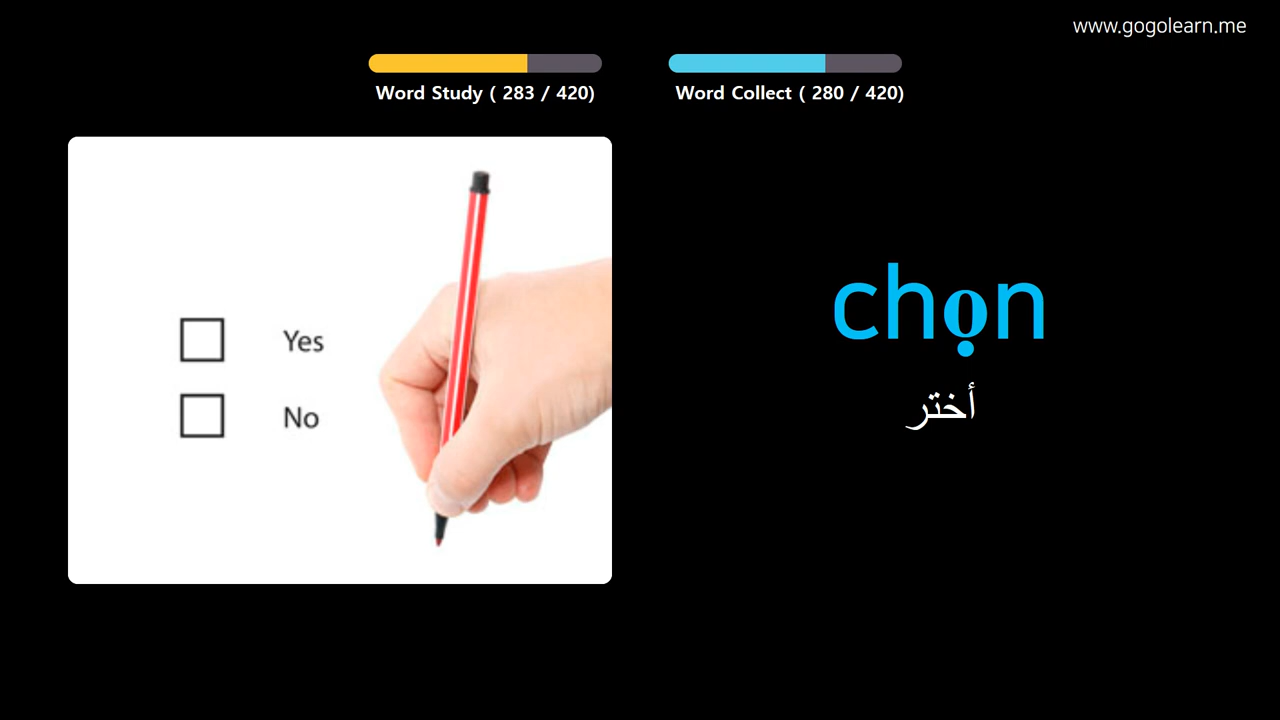 www.gogolearn.me
Word Study ( 283 / 420)
Word Collect ( 280 / 420)
Yes
No
chọn
أختر